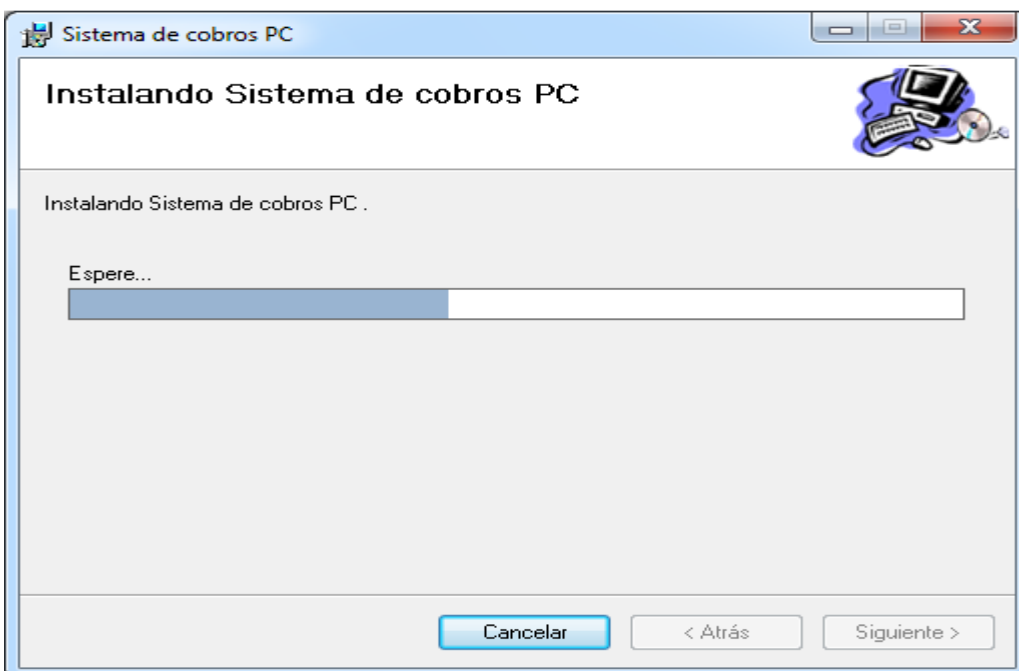 Sistema de cobros PC
Instalando Sistema de cobros PC
Instalando Sistema de cobros PC .
Espere...
Cancelar
< Atrás
Siguiente >